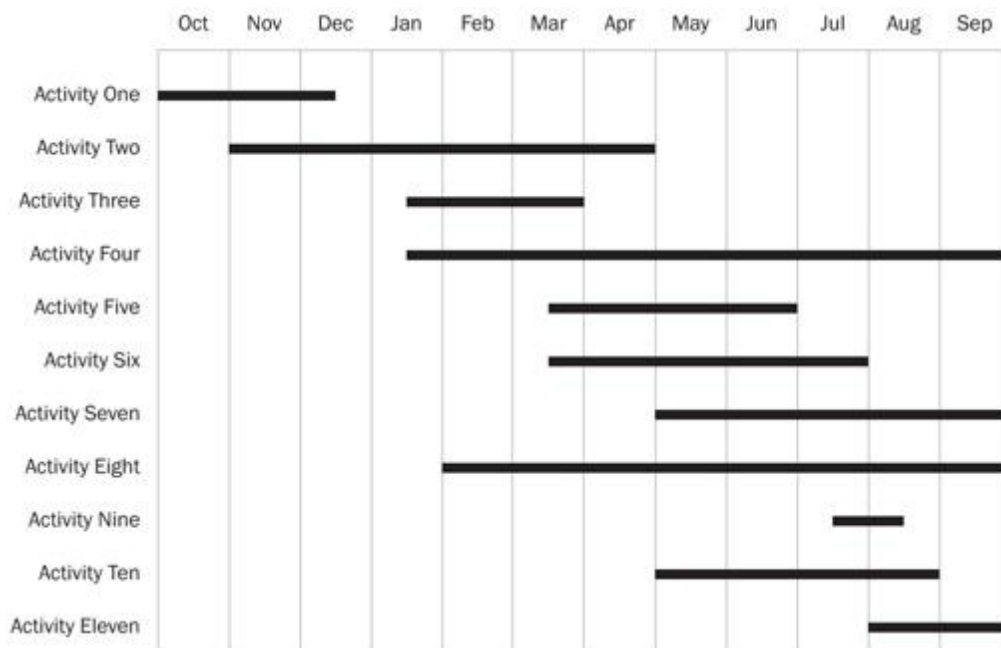 Oct Nov Dec Jan Feb Mar Apr May Jun Jul Aug Sep
Activity One
Activity Two
Activity Three
Activity Four
Activity Five
Activity Six
Activity Seven
Activity Eight
Activity Nine
Activity Ten
Activity Eleven